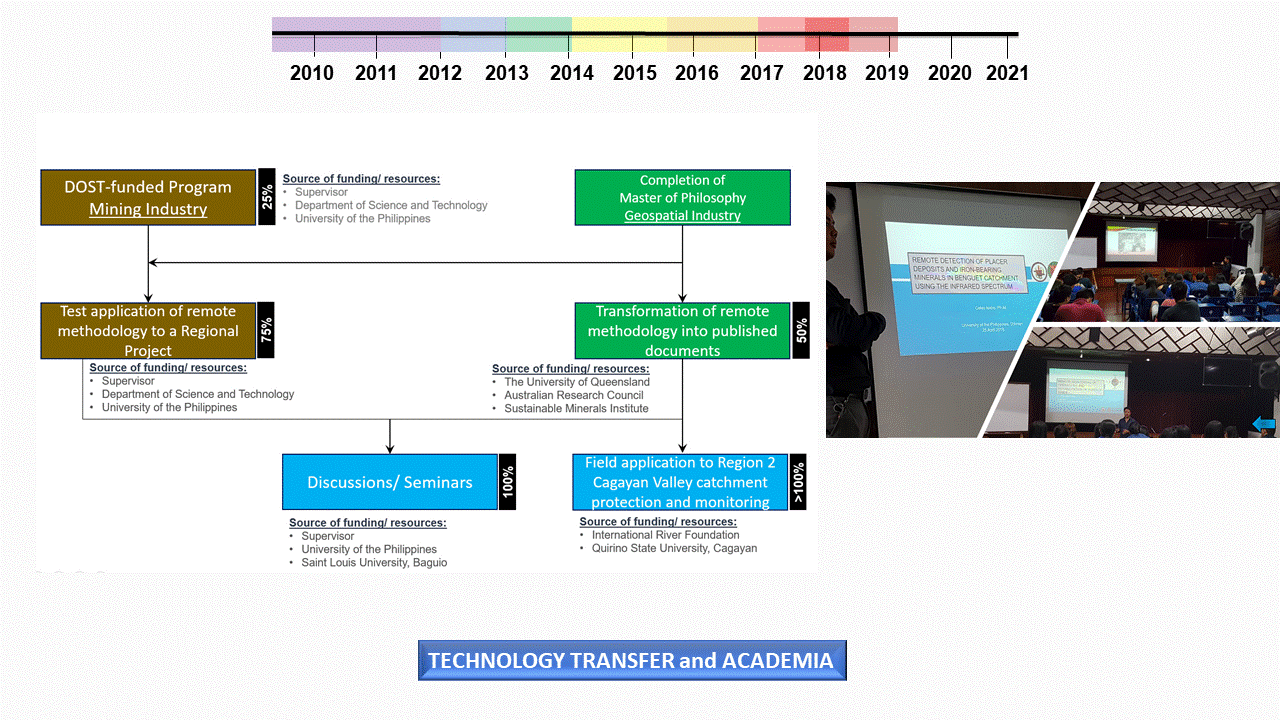 2010 2011 2012 2013 2014 2015 2016 2017 2018 2019 2020 2021
DOST-funded Program
Mining Industry
25%
Source of funding/ resources:
• Supervisor
• Department of Science and Technology
• University of the Philippines
Completion of
Master of Philosophy
Geospatial Industry
Test application of remote
methodology to a Regional
Project
75%
Source of funding/ resources:
• Supervisor
• Department of Science and Technology
• University of the Philippines
Transformation of remote
methodology into published
documents
50%
Source of funding/ resources:
• The University of Queensland
• Australian Research Council
• Sustainable Minerals Institute
Discussions/ Seminars
100%
Source of funding/ resources:
• Supervisor
• University of the Philippines
• Saint Louis University, Baguio
Field application to Region 2
Cagayan Valley catchment
protection and monitoring
>100%
Source of funding/ resources:
• International River Foundation
• Quirino State University, Cagayan
REMOTE DETECTION OF PLACER
DEPOSITS AND IRON-BEARING
MINERALS IN BENGUET CATCHMENT
USING THE INFRARED SPECTRUM
University of the Philippines, Diliman
TECHNOLOGY TRANSFER and ACADEMIA